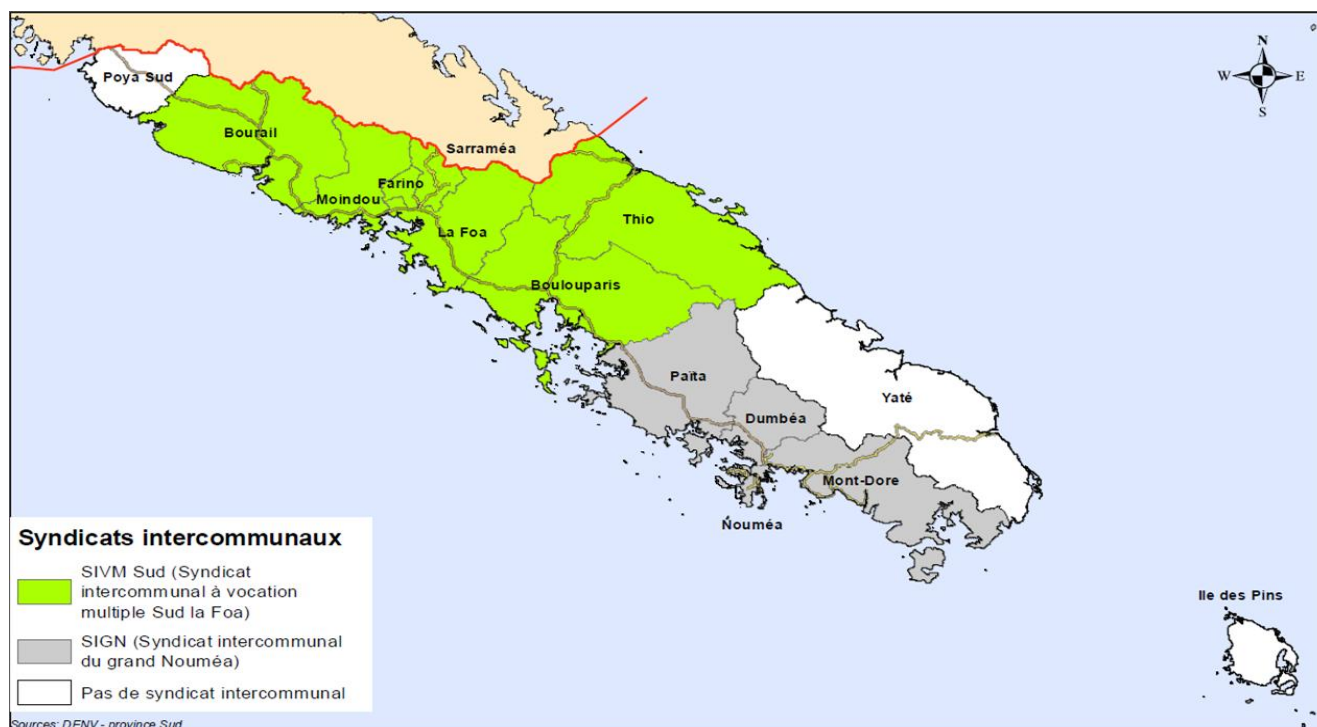 N
W E
S
Poya Sud
Bourail
Sarraméa
Farino
Moindou
Thio
La Foa
Boulouparis
Païta
Yaté
Dumbéa
Mont-Dore
Nouméa
Ile des Pins
Syndicats intercommunaux
SIVM Sud (Syndicat
intercommunal à vocation
multiple Sud la Foa)
SIGN (Syndicat intercommunal
du grand Nouméa)
Pas de syndicat intercommunal
Sources: DENV - province Sud